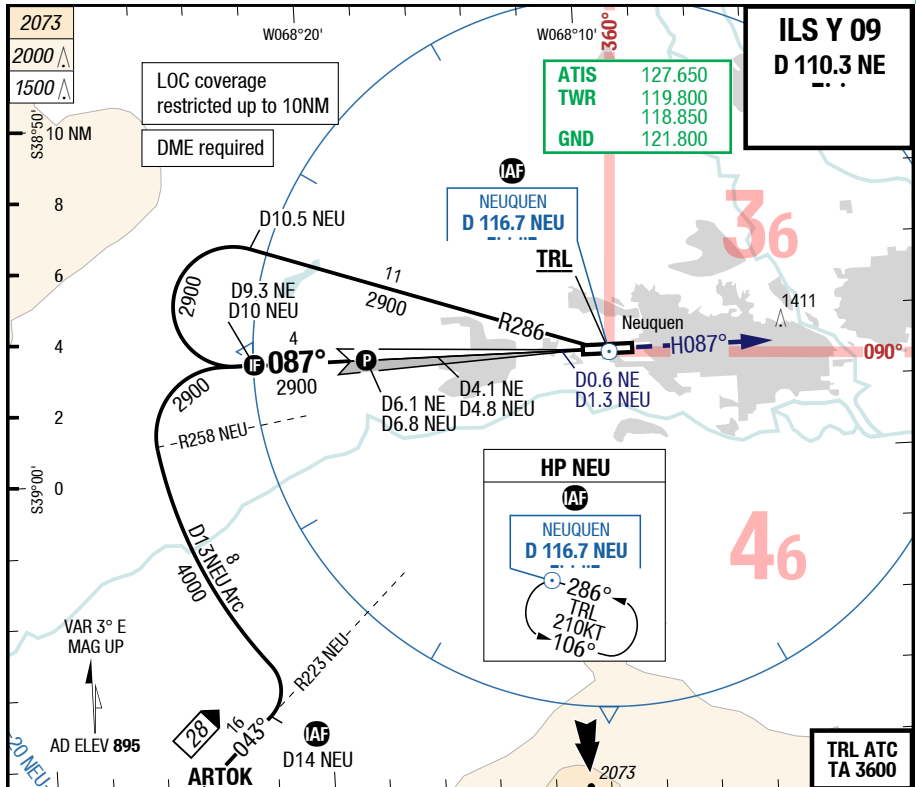 2073
2000
1500
W068°20'
W068°10'
360°
ILS Y 09
D 110.3 NE
LOC coverage
restricted up to 10NM
DME required
ATIS 127.650
TWR 119.800
118.850
GND 121.800
S38°50'
10 NM
8
6
4
2
0
S39°00'
IAF
NEUQUEN
D 116.7 NEU
TRL
36
1411
D10.5 NEU
11
2900
R286
2900
D9.3 NE
D10 NEU
4
IF
087°
2900
P
Neuquen
H087°
090°
D6.1 NE
D6.8 NEU
D4.1 NE
D4.8 NEU
D0.6 NE
D1.3 NEU
2900
R258 NEU
HP NEU
IAF
NEUQUEN
D 116.7 NEU
286°
TRL
210KT
106°
46
8
D13 NEU Arc
4000
R223 NEU
VAR 3° E
MAG UP
AD ELEV 895
20 NEU
28
16
043°
ARTOK
IAF
D14 NEU
2073
TRL ATC
TA 3600